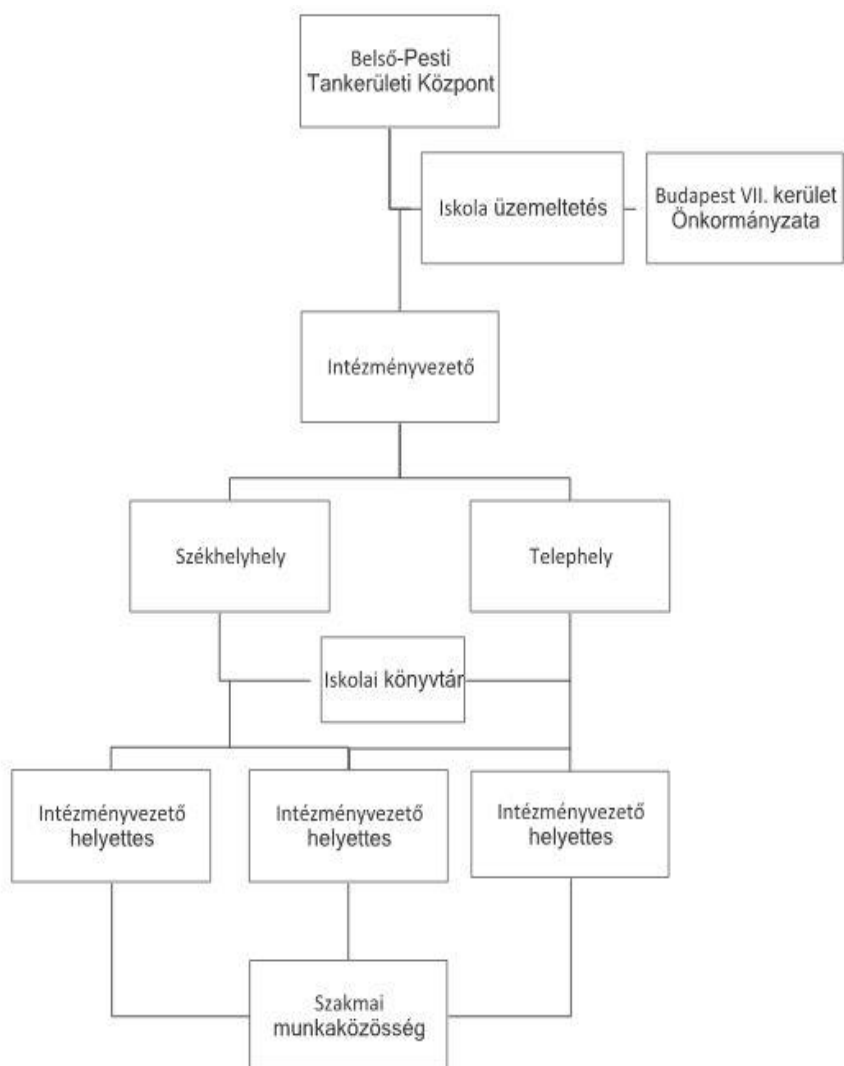 Belső-Pesti
Tankerületi Központ
Iskola üzemeltetés
Budapest VII. kerület
Önkormányzata
Intézményvezető
Székhelyhely
Telephely
Iskolai könyvtár
Intézményvezető
helyettes
Intézményvezető
helyettes
Intézményvezető
helyettes
Szakmai
munkaközösség